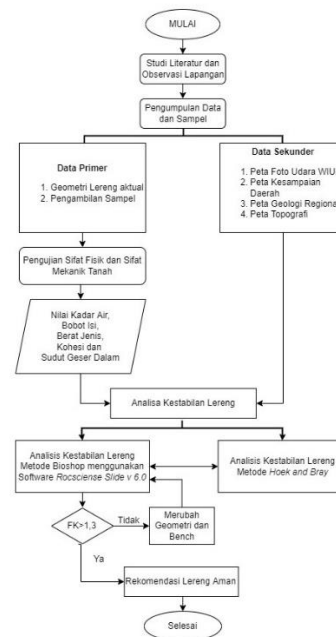 MULAI
Studi Literatur dan
Observasi Lapangan
Pengumpulan Data
dan Sampel
Data Primer
1. Geometri Lereng aktual
2. Pengambilan Sampel
Data Sekunder
1. Peta Foto Udara WIU
2. Peta Kesampaian
Daerah
3. Peta Geologi Regional
4. Peta Topografi
Pengujian Sifat Fisik dan Sifat
Mekanik Tanah
Nilai Kadar Air,
Bobot Isi,
Berat Jenis,
Kohesi dan
Sudut Geser Dalam
Analisa Kestabilan Lereng
Analisis Kestabilan Lereng
Metode Bioshop menggunakan
Software Rocsciense Slide v 6.0
Analisis Kestabilan Lereng
Metode Hoek and Bray
FK>1,3
Tidak
Merubah
Geometri dan
Bench
Ya
Rekomendasi Lereng Aman
Selesai